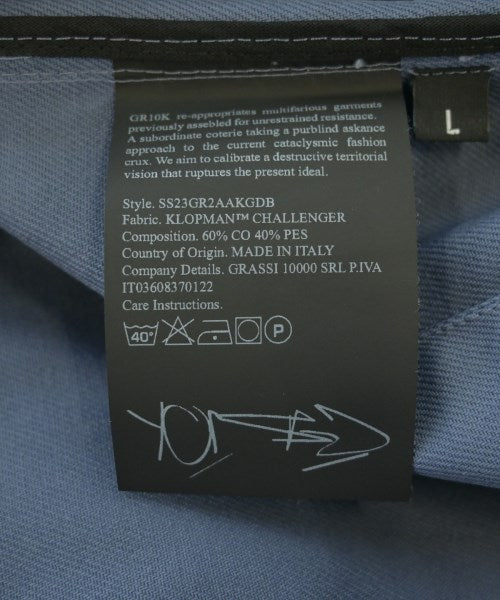 GR10K re-appropriates multifarious garments
previously assebled for unrestrained resistance.
A subordinate coterie taking a purblind askance
approach to the current cataclysmic fashion
crux. We aim to calibrate a destructive territorial
vision that ruptures the present ideal.
L
Style. SS23GR2AAKGDB
Fabric. KLOPMAN™ CHALLENGER
Composition. 60% CO 40% PES
Country of Origin. MADE IN ITALY
Company Details. GRASSI 10000 SRL P.IVA
IT03608370122
Care Instructions.
40° P